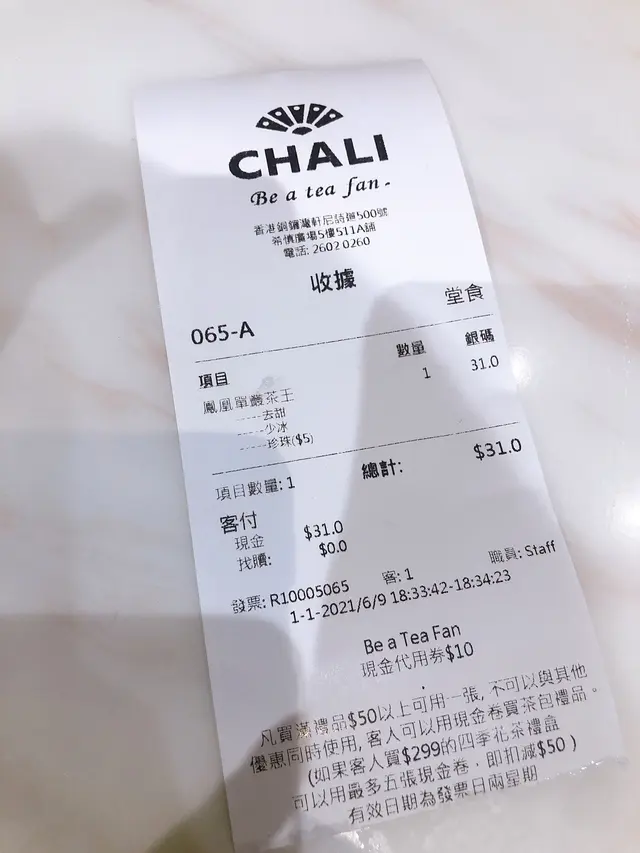 CHALI
Be a tea fan-
香港銅鑼灣軒尼詩道500號
希慎廣場5樓511A舖
電話: 2602 0260
收據
堂食
065-A
項目 數量 銀碼
鳳凰單叢茶王 1 31.0
-----去甜
-----少冰
-----珍珠($5)
項目數量: 1 總計: $31.0
客付
現金 $31.0
找贖: $0.0
發票: R10005065 客: 1 職員: Staff
1-1-2021/6/9 18:33:42-18:34:23
Be a Tea Fan
現金代用券$10
凡買滿禮品$50以上可用一張, 不可以與其他
優惠同時使用, 客人可以用現金卷買茶包禮品。
(如果客人買$299的四季花茶禮盒
可以用最多五張現金卷，即扣減$50 )
有效日期為發票日兩星期